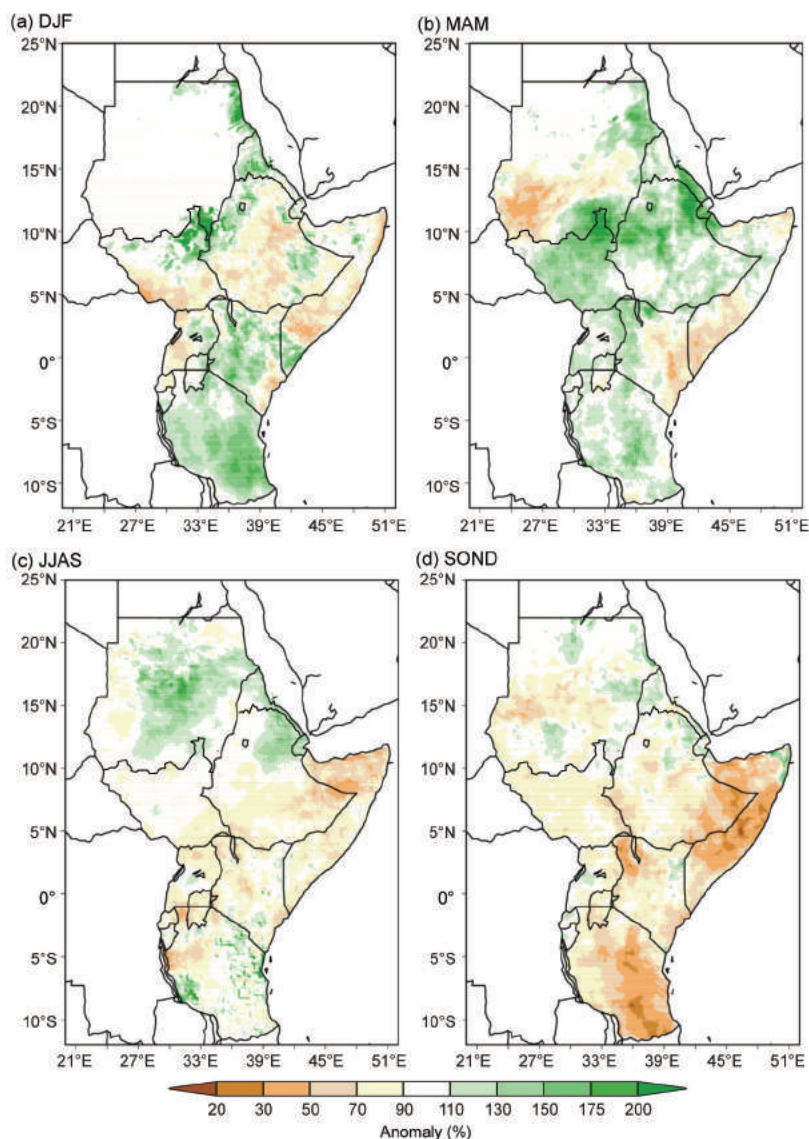 (a) DJF
(b) MAM
25°N
20°N
15°N
10°N
5°N
0°
5°S
10°S
21°E 27°E 33°E 39°E 45°E 51°E
25°N
20°N
15°N
10°N
5°N
0°
5°S
10°S
21°E 27°E 33°E 39°E 45°E 51°E
(c) JJAS
(d) SOND
25°N
20°N
15°N
10°N
5°N
0°
5°S
10°S
21°E 27°E 33°E 39°E 45°E 51°E
25°N
20°N
15°N
10°N
5°N
0°
5°S
10°S
21°E 27°E 33°E 39°E 45°E 51°E
20 30 50 70 90 110 130 150 175 200
Anomaly (%)